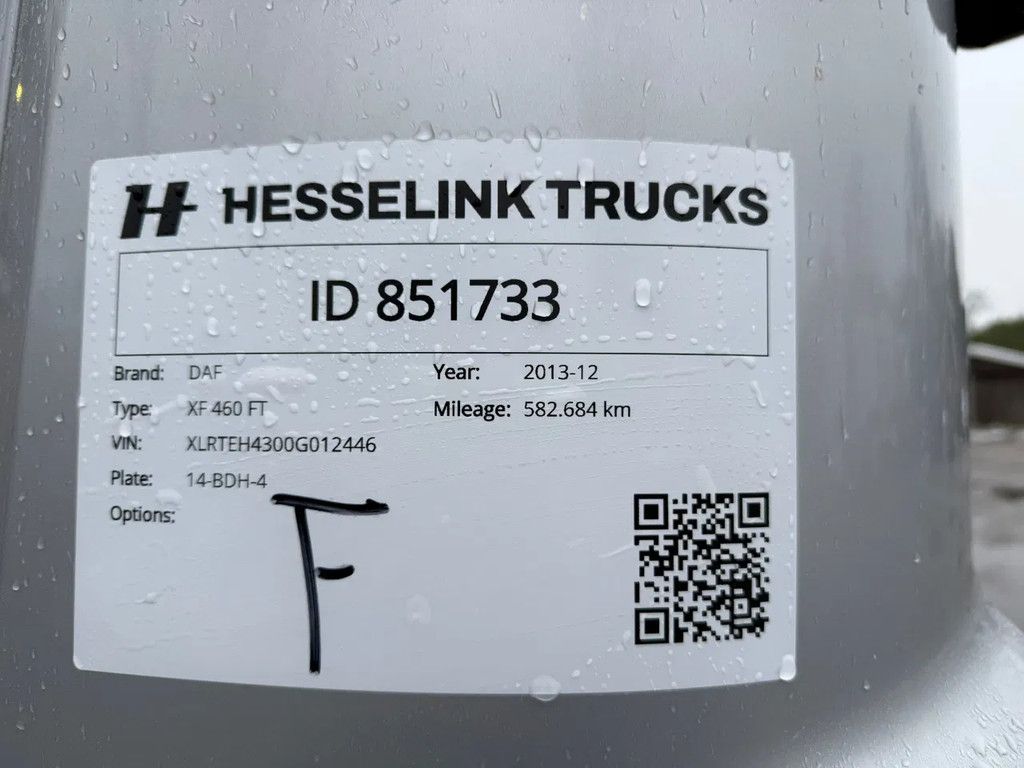 H HESSELINK TRUCKS
ID 851733
Brand: DAF Year: 2013-12
Type: XF 460 FT Mileage: 582.684 km
VIN: XLRTEH4300G012446
Plate: 14-BDH-4
Options:
F